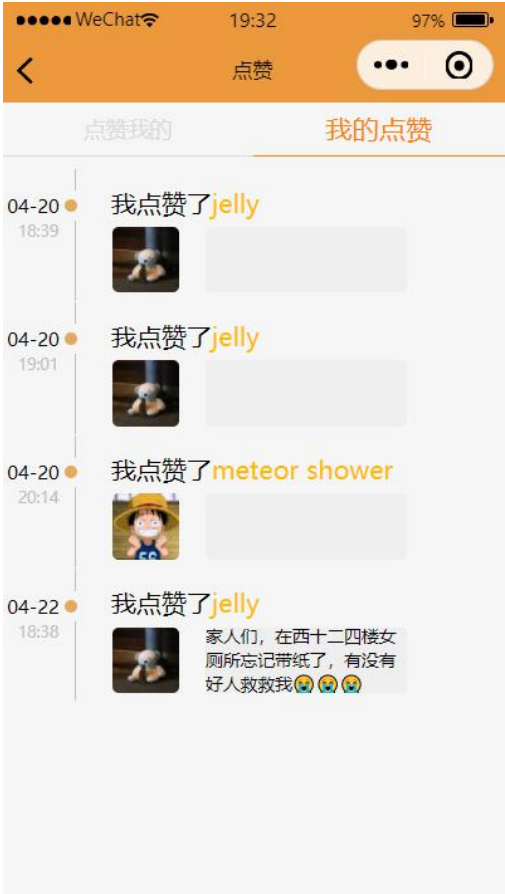 WeChat 19:32 97%
点赞
点赞我的 我的点赞
04-20 我点赞了jelly
18:39
04-20 我点赞了jelly
19:01
04-20 我点赞了meteor shower
20:14
56
04-22 我点赞了jelly
18:38
家人们，在西十二四楼女
厕所忘记带纸了，有没有
好人救救我😭😭😭